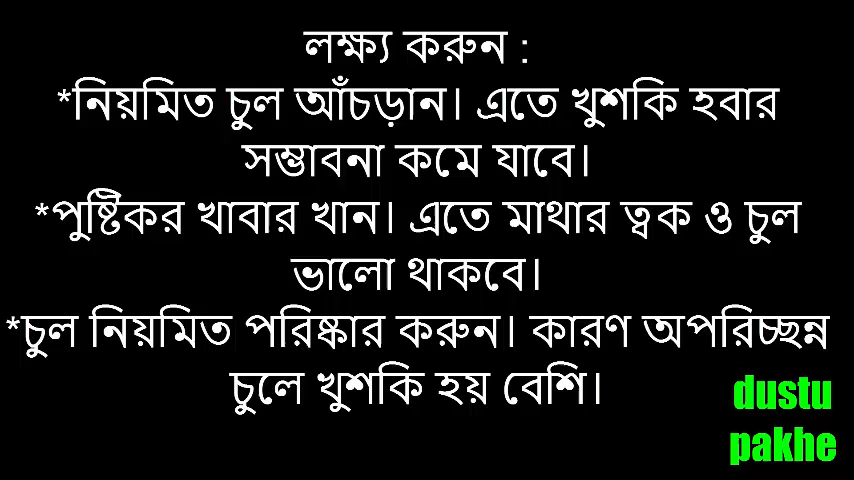 লক্ষ্য করুন :
*নিয়মিত চুল আঁচড়ান। এতে খুশকি হবার
সম্ভাবনা কমে যাবে।
*পুষ্টিকর খাবার খান। এতে মাথার ত্বক ও চুল
ভালো থাকবে।
*চুল নিয়মিত পরিষ্কার করুন। কারণ অপরিচ্ছন্ন
চুলে খুশকি হয় বেশি।
dustu
pakhe